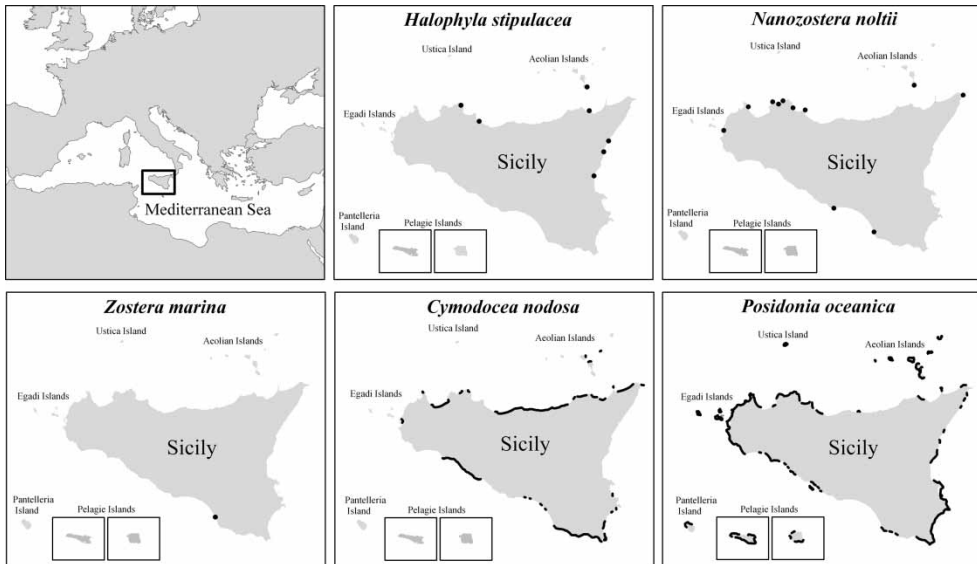 Mediterranean Sea
Halophyla stipulacea
Ustica Island
Aeolian Islands
Egadi Islands
Sicily
Pantelleria
Island
Pelagie Islands
Nanozostera noltii
Ustica Island
Aeolian Islands
Egadi Islands
Sicily
Pantelleria
Island
Pelagie Islands
Zostera marina
Ustica Island
Aeolian Islands
Egadi Islands
Sicily
Pantelleria
Island
Pelagie Islands
Cymodocea nodosa
Ustica Island
Aeolian Islands
Egadi Islands
Sicily
Pantelleria
Island
Pelagie Islands
Posidonia oceanica
Ustica Island
Aeolian Islands
Egadi Islands
Sicily
Pantelleria
Island
Pelagie Islands